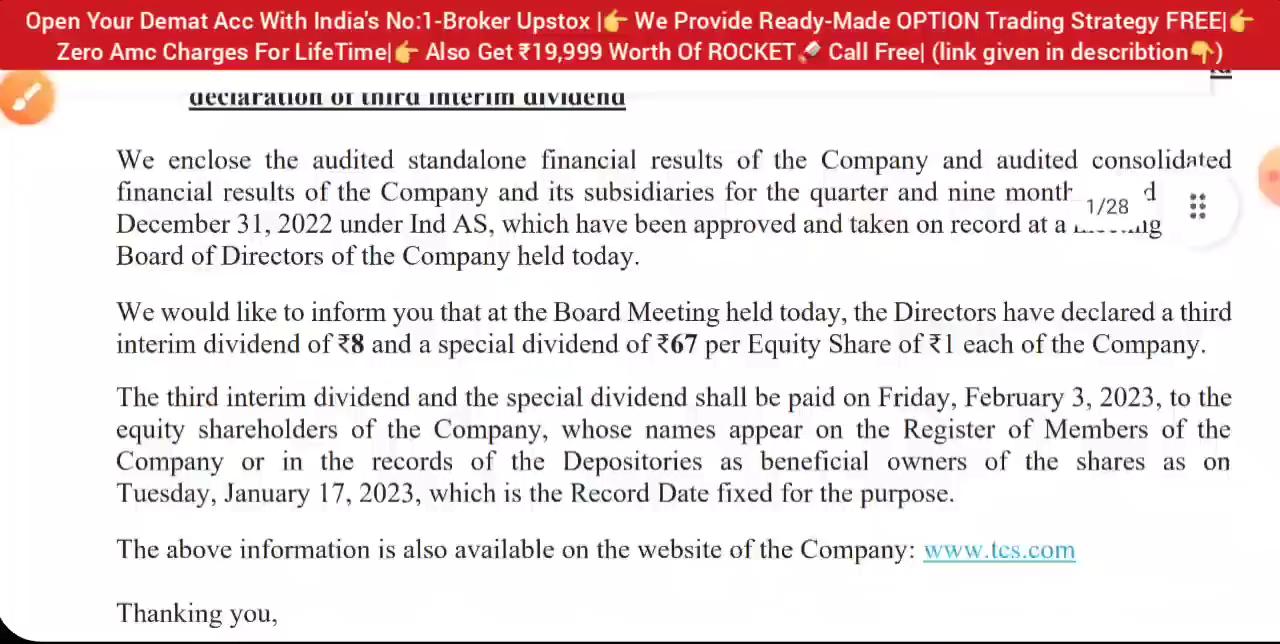 Open Your Demat Acc With India's No:1-Broker Upstox |👉 We Provide Ready-Made OPTION Trading Strategy FREE|👉
Zero Amc Charges For LifeTime|👉 Also Get ₹19,999 Worth Of ROCKET🚀 Call Free| (link given in describtion👇)
declaration of third interim dividend
We enclose the audited standalone financial results of the Company and audited consolidated
financial results of the Company and its subsidiaries for the quarter and nine
1/28
December 31, 2022 under Ind AS, which have been approved and taken on record at a
Board of Directors of the Company held today.
We would like to inform you that at the Board Meeting held today, the Directors have declared a third
interim dividend of ₹8 and a special dividend of ₹67 per Equity Share of ₹1 each of the Company.
The third interim dividend and the special dividend shall be paid on Friday, February 3, 2023, to the
equity shareholders of the Company, whose names appear on the Register of Members of the
Company or in the records of the Depositories as beneficial owners of the shares as on
Tuesday, January 17, 2023, which is the Record Date fixed for the purpose.
The above information is also available on the website of the Company: www.tcs.com
Thanking you,